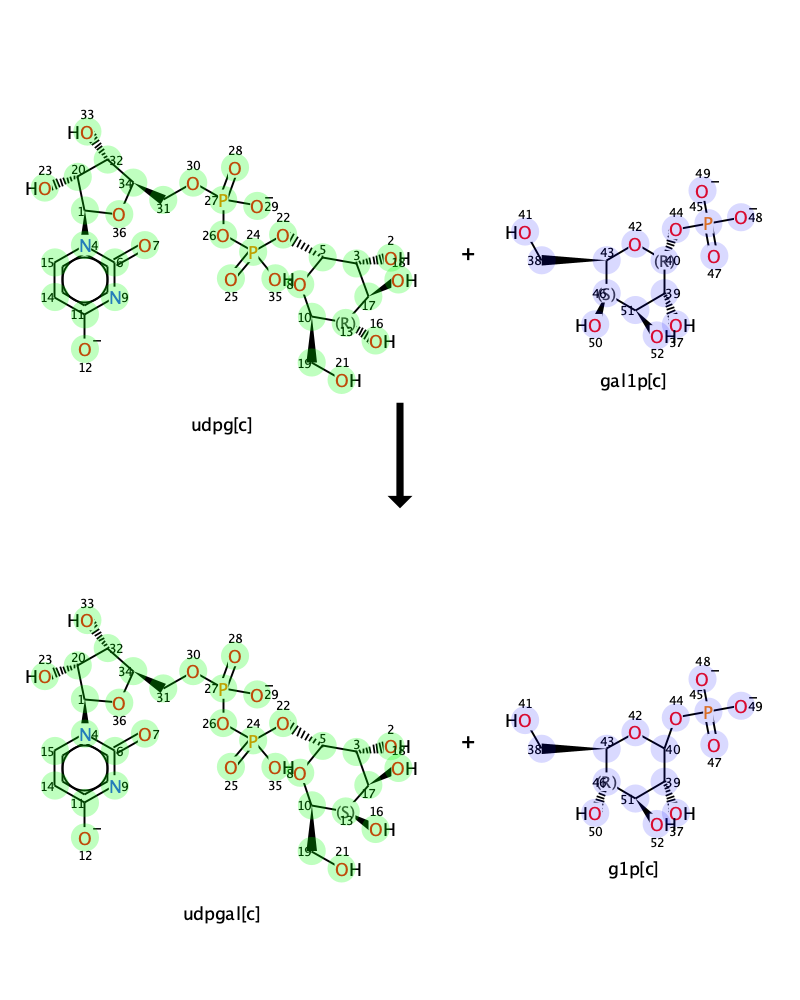 33
HO
32
23
HO
20
34
1
O
36
31
30
O
28
O
27
P
O⁻
29
26
O
24
P
22
O
25
O
OH
35
4
N
6
O
7
15
14
N
9
11
O⁻
12
5
3
2
OH
18
OH
17
8
O
10
(R)
13
16
OH
19
21
OH
udpg[c]
+
41
HO
38
43
42
O
(R)
40
44
O
45
P
49
O⁻
O⁻
48
O
47
46
(S)
39
51
HO
50
OH
52
OH
37
gal1p[c]
33
HO
32
23
HO
20
34
1
O
36
31
30
O
28
O
27
P
O⁻
29
26
O
24
P
22
O
25
O
OH
35
4
N
6
O
7
15
14
N
9
11
O⁻
12
5
3
2
OH
18
OH
17
8
O
10
(S)
13
16
OH
19
21
OH
udpgal[c]
+
41
HO
38
43
42
O
40
44
O
45
P
48
O⁻
O⁻
49
O
47
46
(R)
39
51
HO
50
OH
52
OH
37
g1p[c]